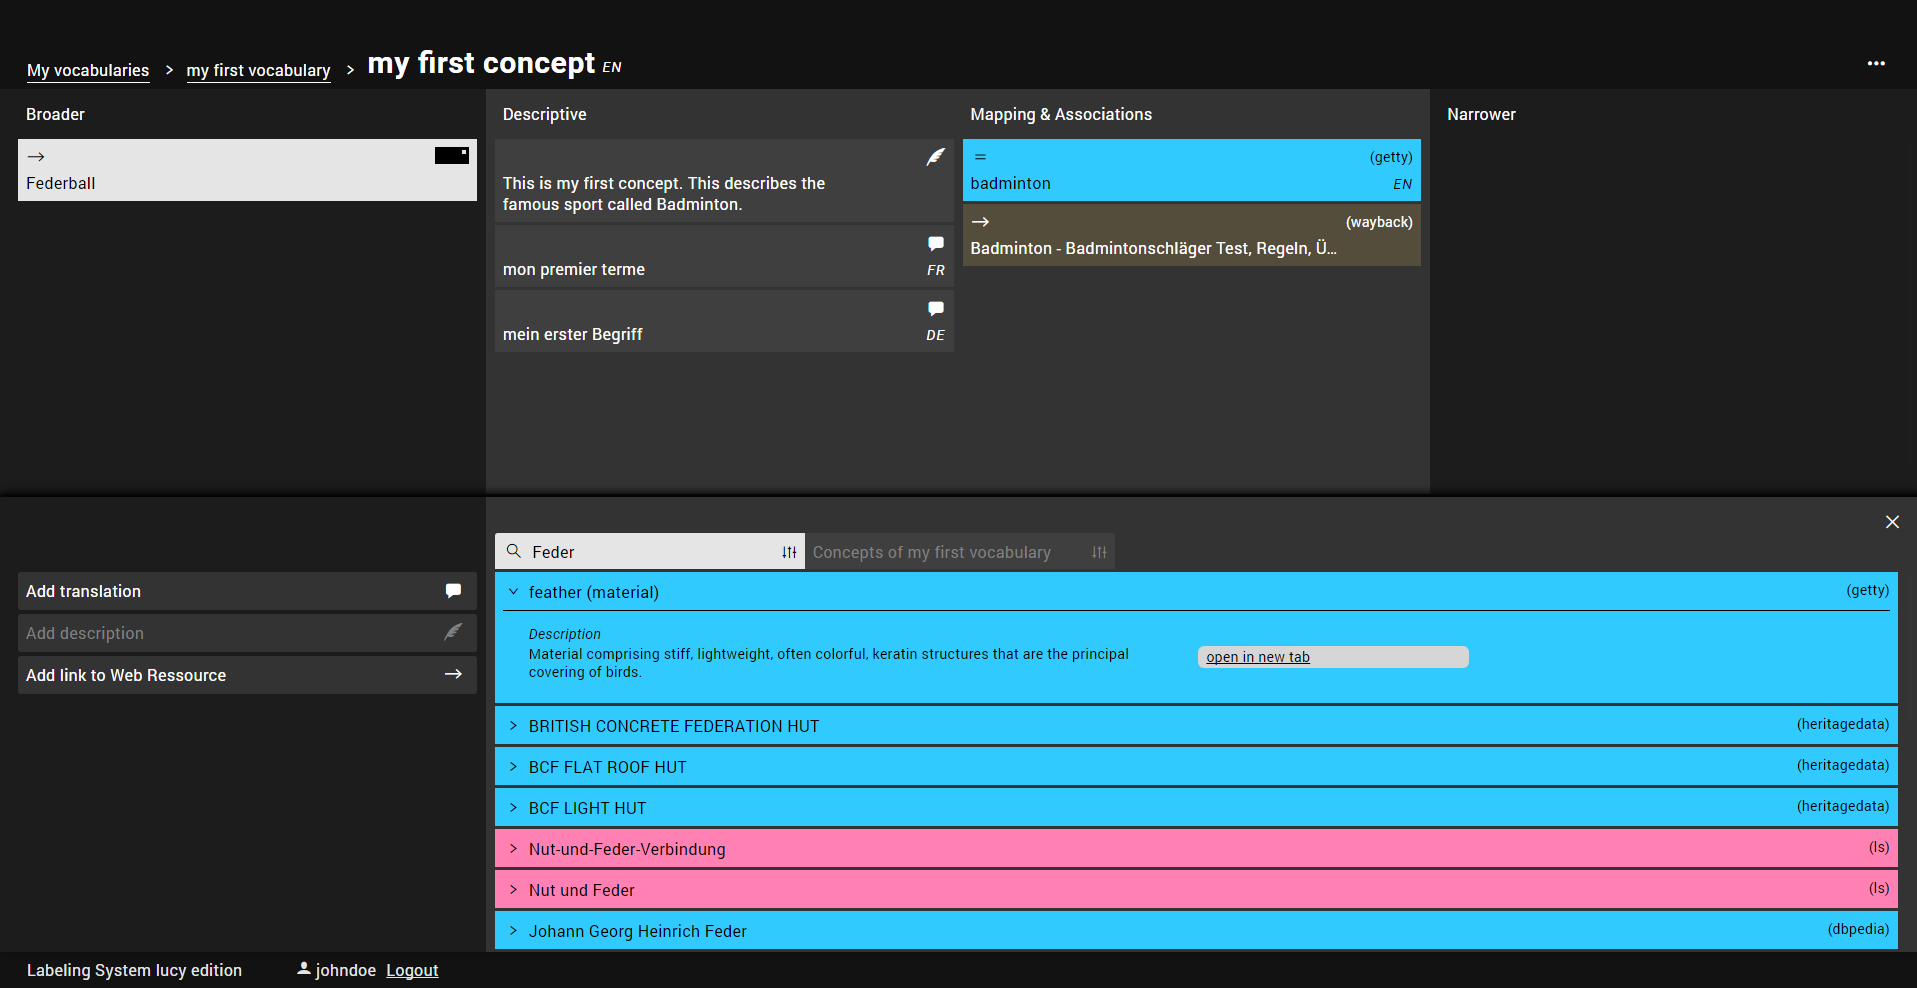 My vocabularies > my first vocabulary > my first concept EN
Broader
Federball
Descriptive
This is my first concept. This describes the
famous sport called Badminton.
mon premier terme FR
mein erster Begriff DE
Mapping & Associations
= (getty)
badminton EN
(wayback)
Badminton - Badmintonschläger Test, Regeln, Ü...
Narrower
Add translation
Add description
Add link to Web Ressource
Feder
Concepts of my first vocabulary
feather (material) (getty)
Description
Material comprising stiff, lightweight, often colorful, keratin structures that are the principal
covering of birds.
open in new tab
BRITISH CONCRETE FEDERATION HUT (heritagedata)
BCF FLAT ROOF HUT (heritagedata)
BCF LIGHT HUT (heritagedata)
Nut-und-Feder-Verbindung (ls)
Nut und Feder (ls)
Johann Georg Heinrich Feder (dbpedia)
Labeling System lucy edition johndoe Logout